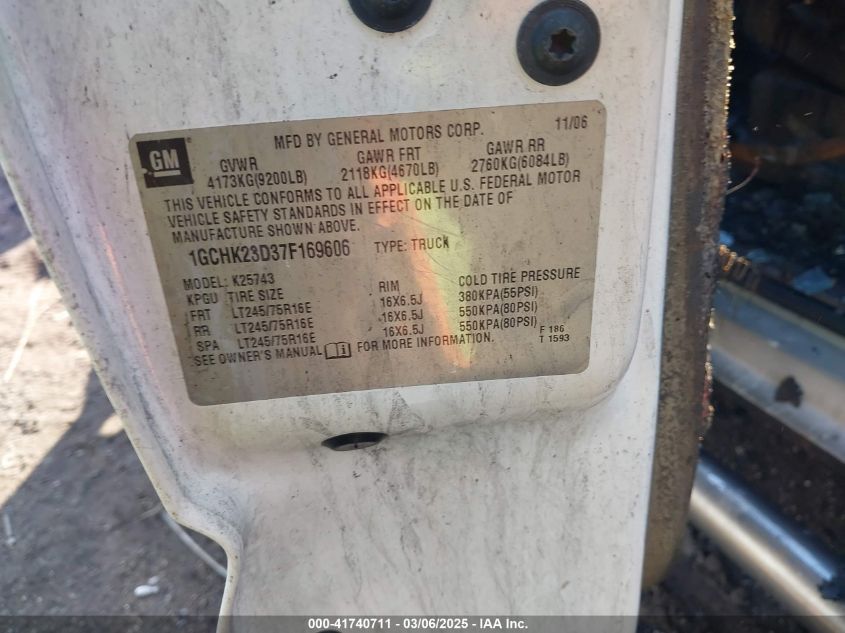 MFD BY GENERAL MOTORS CORP. 11/06
GM
GVWR GAWR FRT GAWR RR
4173KG(9200LB) 2118KG(4670LB) 2760KG(6084LB)
THIS VEHICLE CONFORMS TO ALL APPLICABLE U.S. FEDERAL MOTOR
VEHICLE SAFETY STANDARDS IN EFFECT ON THE DATE OF
MANUFACTURE SHOWN ABOVE.
1GCHK23D37F169606 TYPE: TRUCK
MODEL: K25743
KPGU TIRE SIZE RIM COLD TIRE PRESSURE
FRT LT245/75R16E 16X6.5J 380KPA(55PSI)
RR LT245/75R16E 16X6.5J 550KPA(80PSI)
SPA LT245/75R16E 16X6.5J 550KPA(80PSI)
SEE OWNER'S MANUAL FOR MORE INFORMATION.
F 186
T 1593
000-41740711 - 03/06/2025 - IAA Inc.